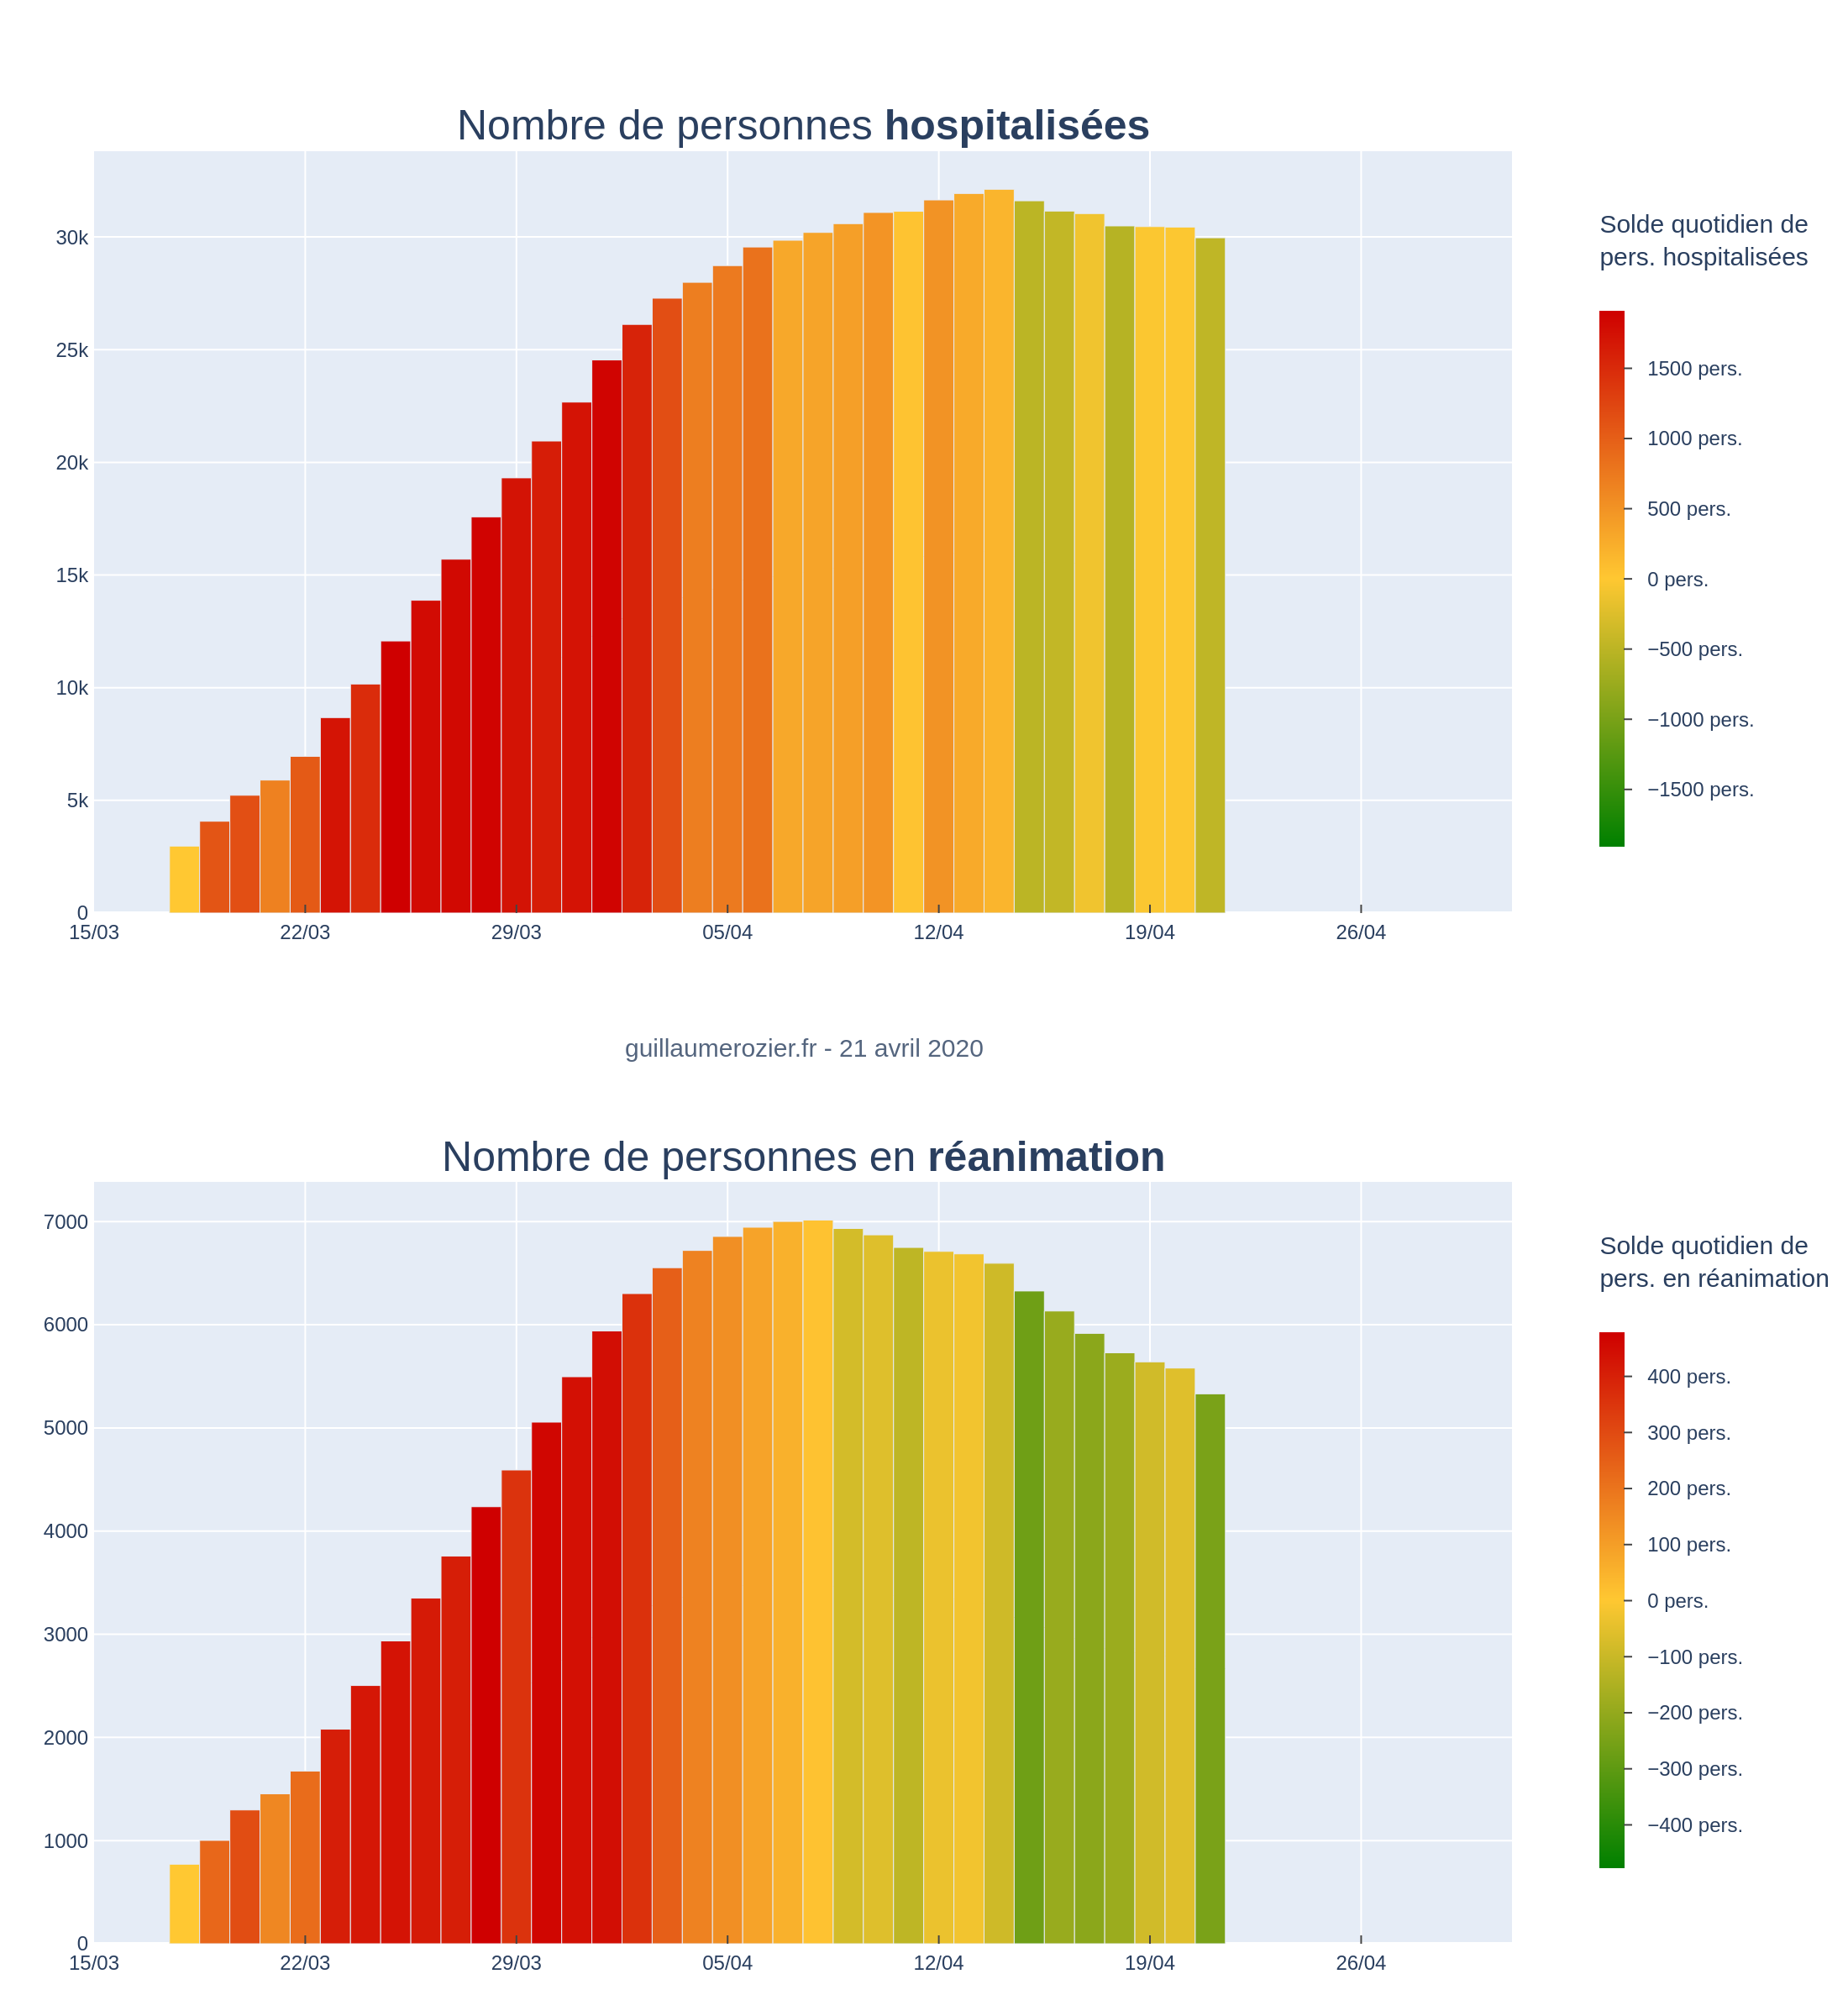 Nombre de personnes hospitalisées
30k
25k
20k
15k
10k
5k
0
15/03 22/03 29/03 05/04 12/04 19/04 26/04
Solde quotidien de
pers. hospitalisées
1500 pers.
1000 pers.
500 pers.
0 pers.
−500 pers.
−1000 pers.
−1500 pers.
guillaumerozier.fr - 21 avril 2020
Nombre de personnes en réanimation
7000
6000
5000
4000
3000
2000
1000
0
15/03 22/03 29/03 05/04 12/04 19/04 26/04
Solde quotidien de
pers. en réanimation
400 pers.
300 pers.
200 pers.
100 pers.
0 pers.
−100 pers.
−200 pers.
−300 pers.
−400 pers.